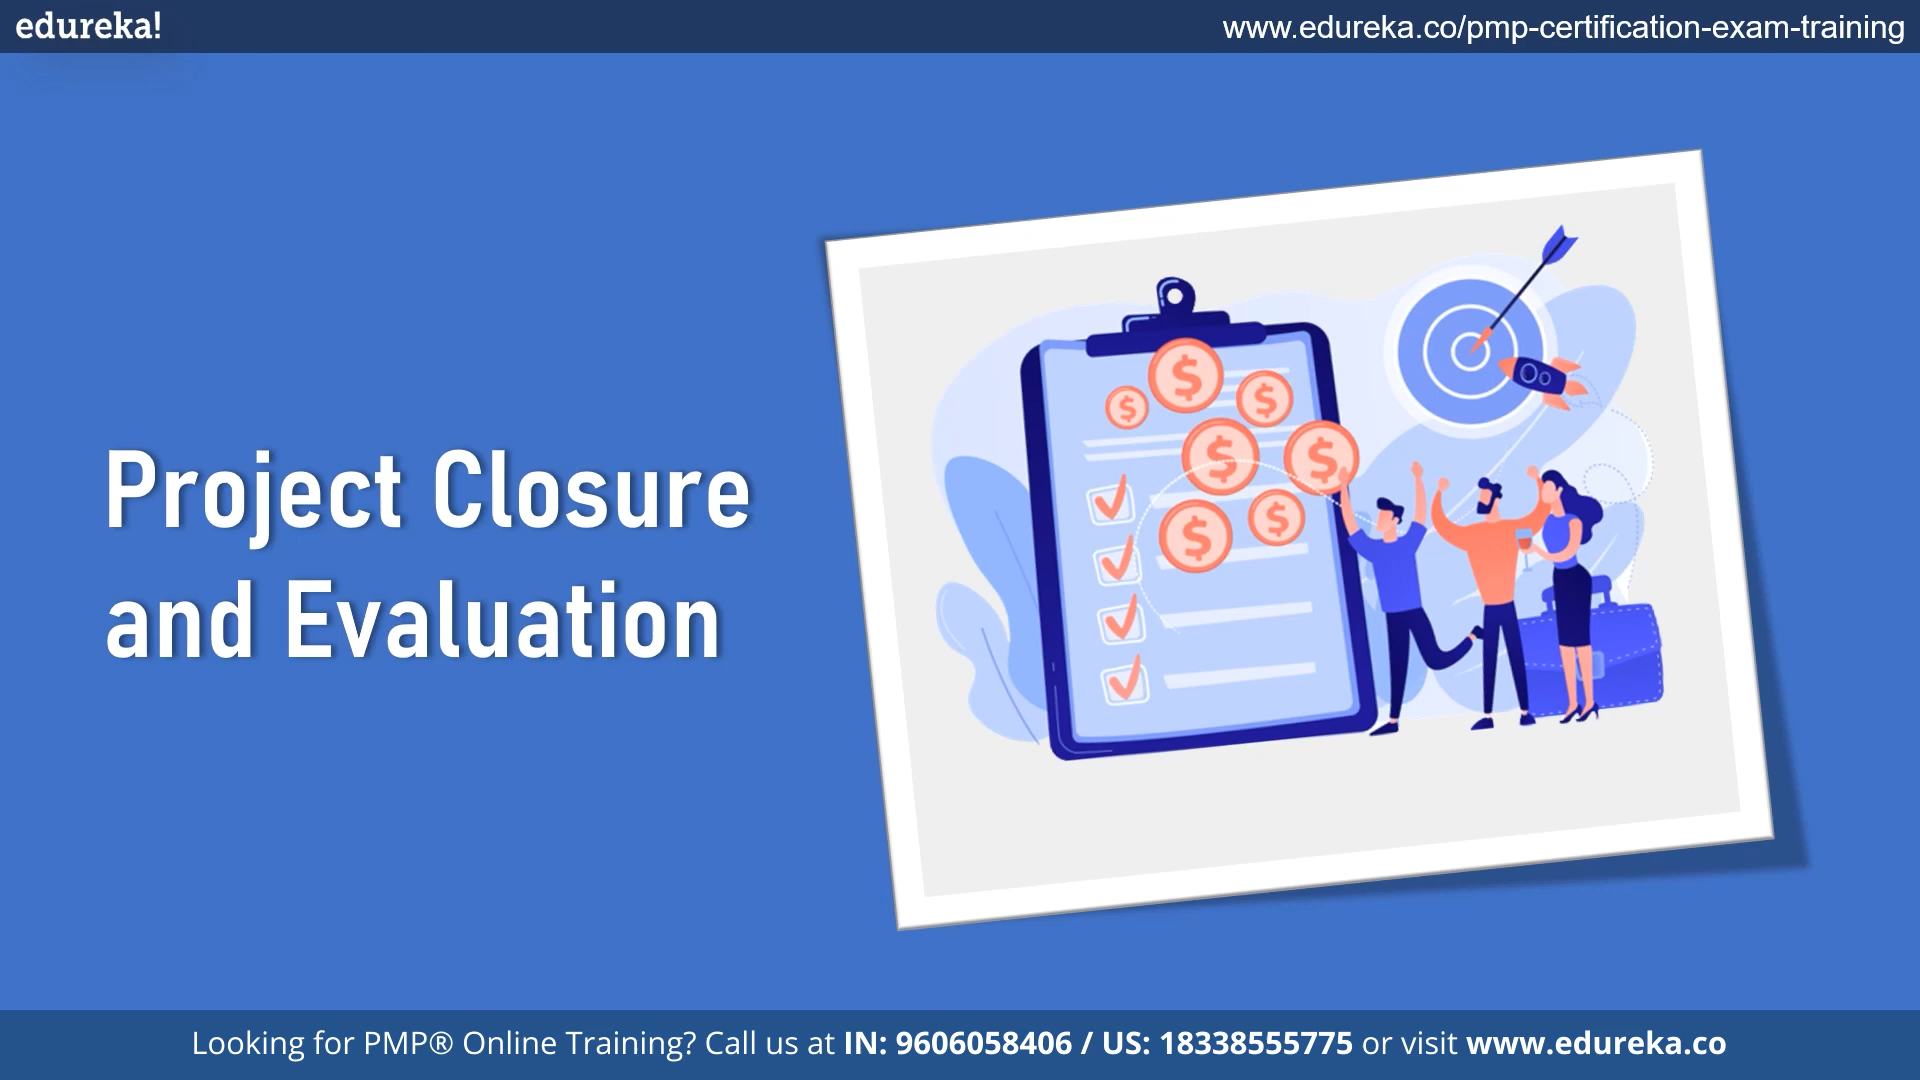 edureka!
www.edureka.co/pmp-certification-exam-training
Project Closure
and Evaluation
$
$
$
$
$
$
$
Looking for PMP® Online Training? Call us at IN: 9606058406 / US: 18338555775 or visit www.edureka.co